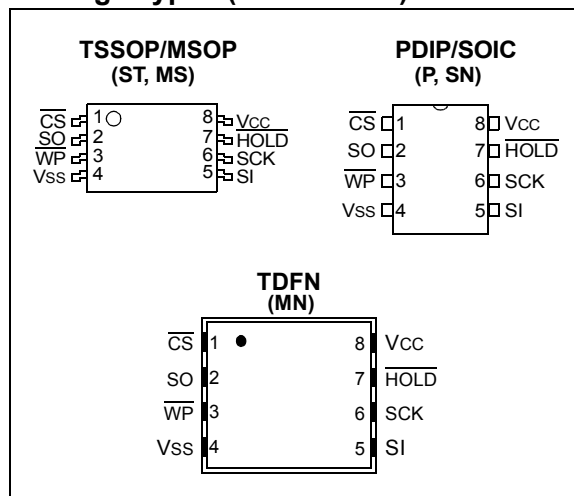 TSSOP/MSOP
(ST, MS)
CS 1 8 Vcc
SO 2 7 HOLD
WP 3 6 SCK
Vss 4 5 SI
PDIP/SOIC
(P, SN)
CS 1 8 Vcc
SO 2 7 HOLD
WP 3 6 SCK
Vss 4 5 SI
TDFN
(MN)
CS 1 8 Vcc
SO 2 7 HOLD
WP 3 6 SCK
Vss 4 5 SI